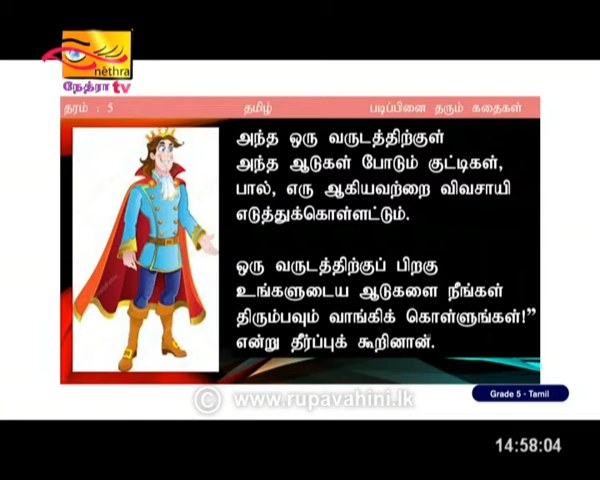 nethra
நேத்ரா tv
தரம் : 5 தமிழ் படிப்பினை தரும் கதைகள்
அந்த ஒரு வருடத்திற்குள்
அந்த ஆடுகள் போடும் குட்டிகள்,
பால், எரு ஆகியவற்றை விவசாயி
எடுத்துக்கொள்ளட்டும்.
ஒரு வருடத்திற்குப் பிறகு
உங்களுடைய ஆடுகளை நீங்கள்
திரும்பவும் வாங்கிக் கொள்ளுங்கள்!”
என்று தீர்ப்புக் கூறினான்.
Grade 5 - Tamil
© www.rupavahini.lk
14:58:04